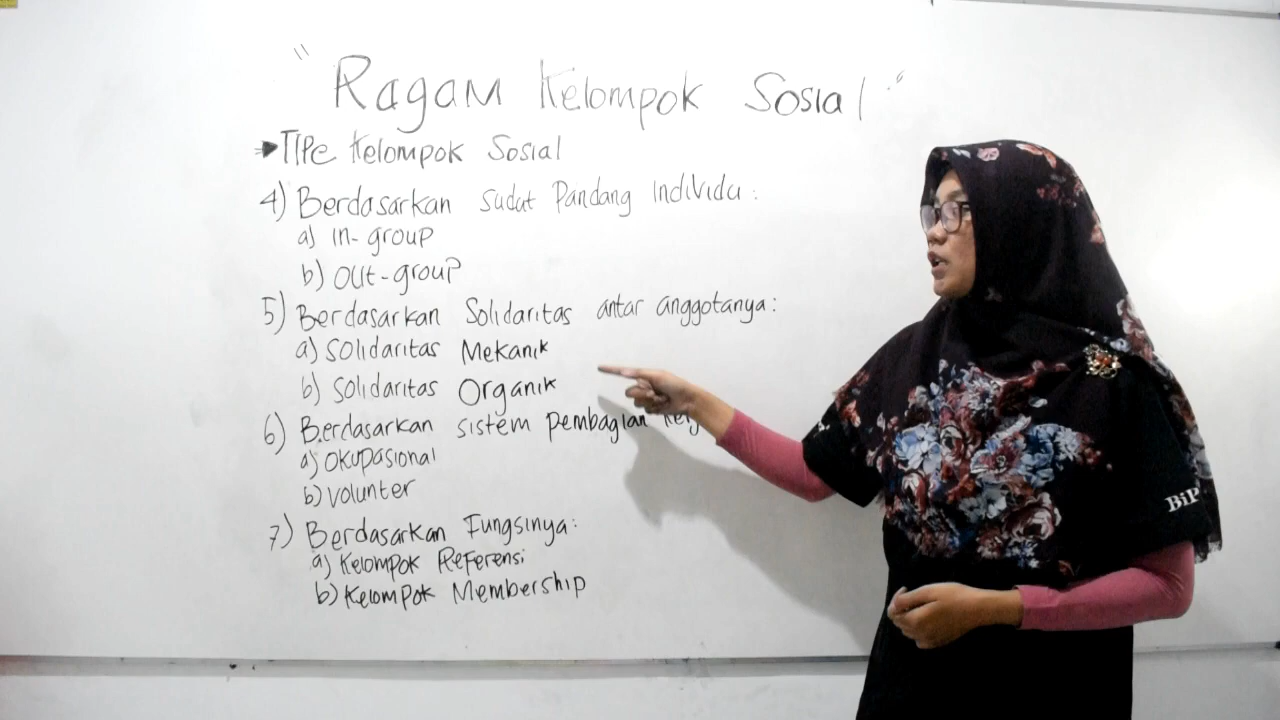 " Ragam Kelompok Sosial "
Tipe Kelompok Sosial
4) Berdasarkan sudut Pandang Individu :
a) In-group
b) Out-group
5) Berdasarkan Solidaritas antar anggotanya :
a) Solidaritas Mekanik
b) Solidaritas Organik
6) Berdasarkan sistem pembagian
a) Okupasional
b) Volunter
7) Berdasarkan Fungsinya :
a) Kelompok Referensi
b) Kelompok Membership
BiP